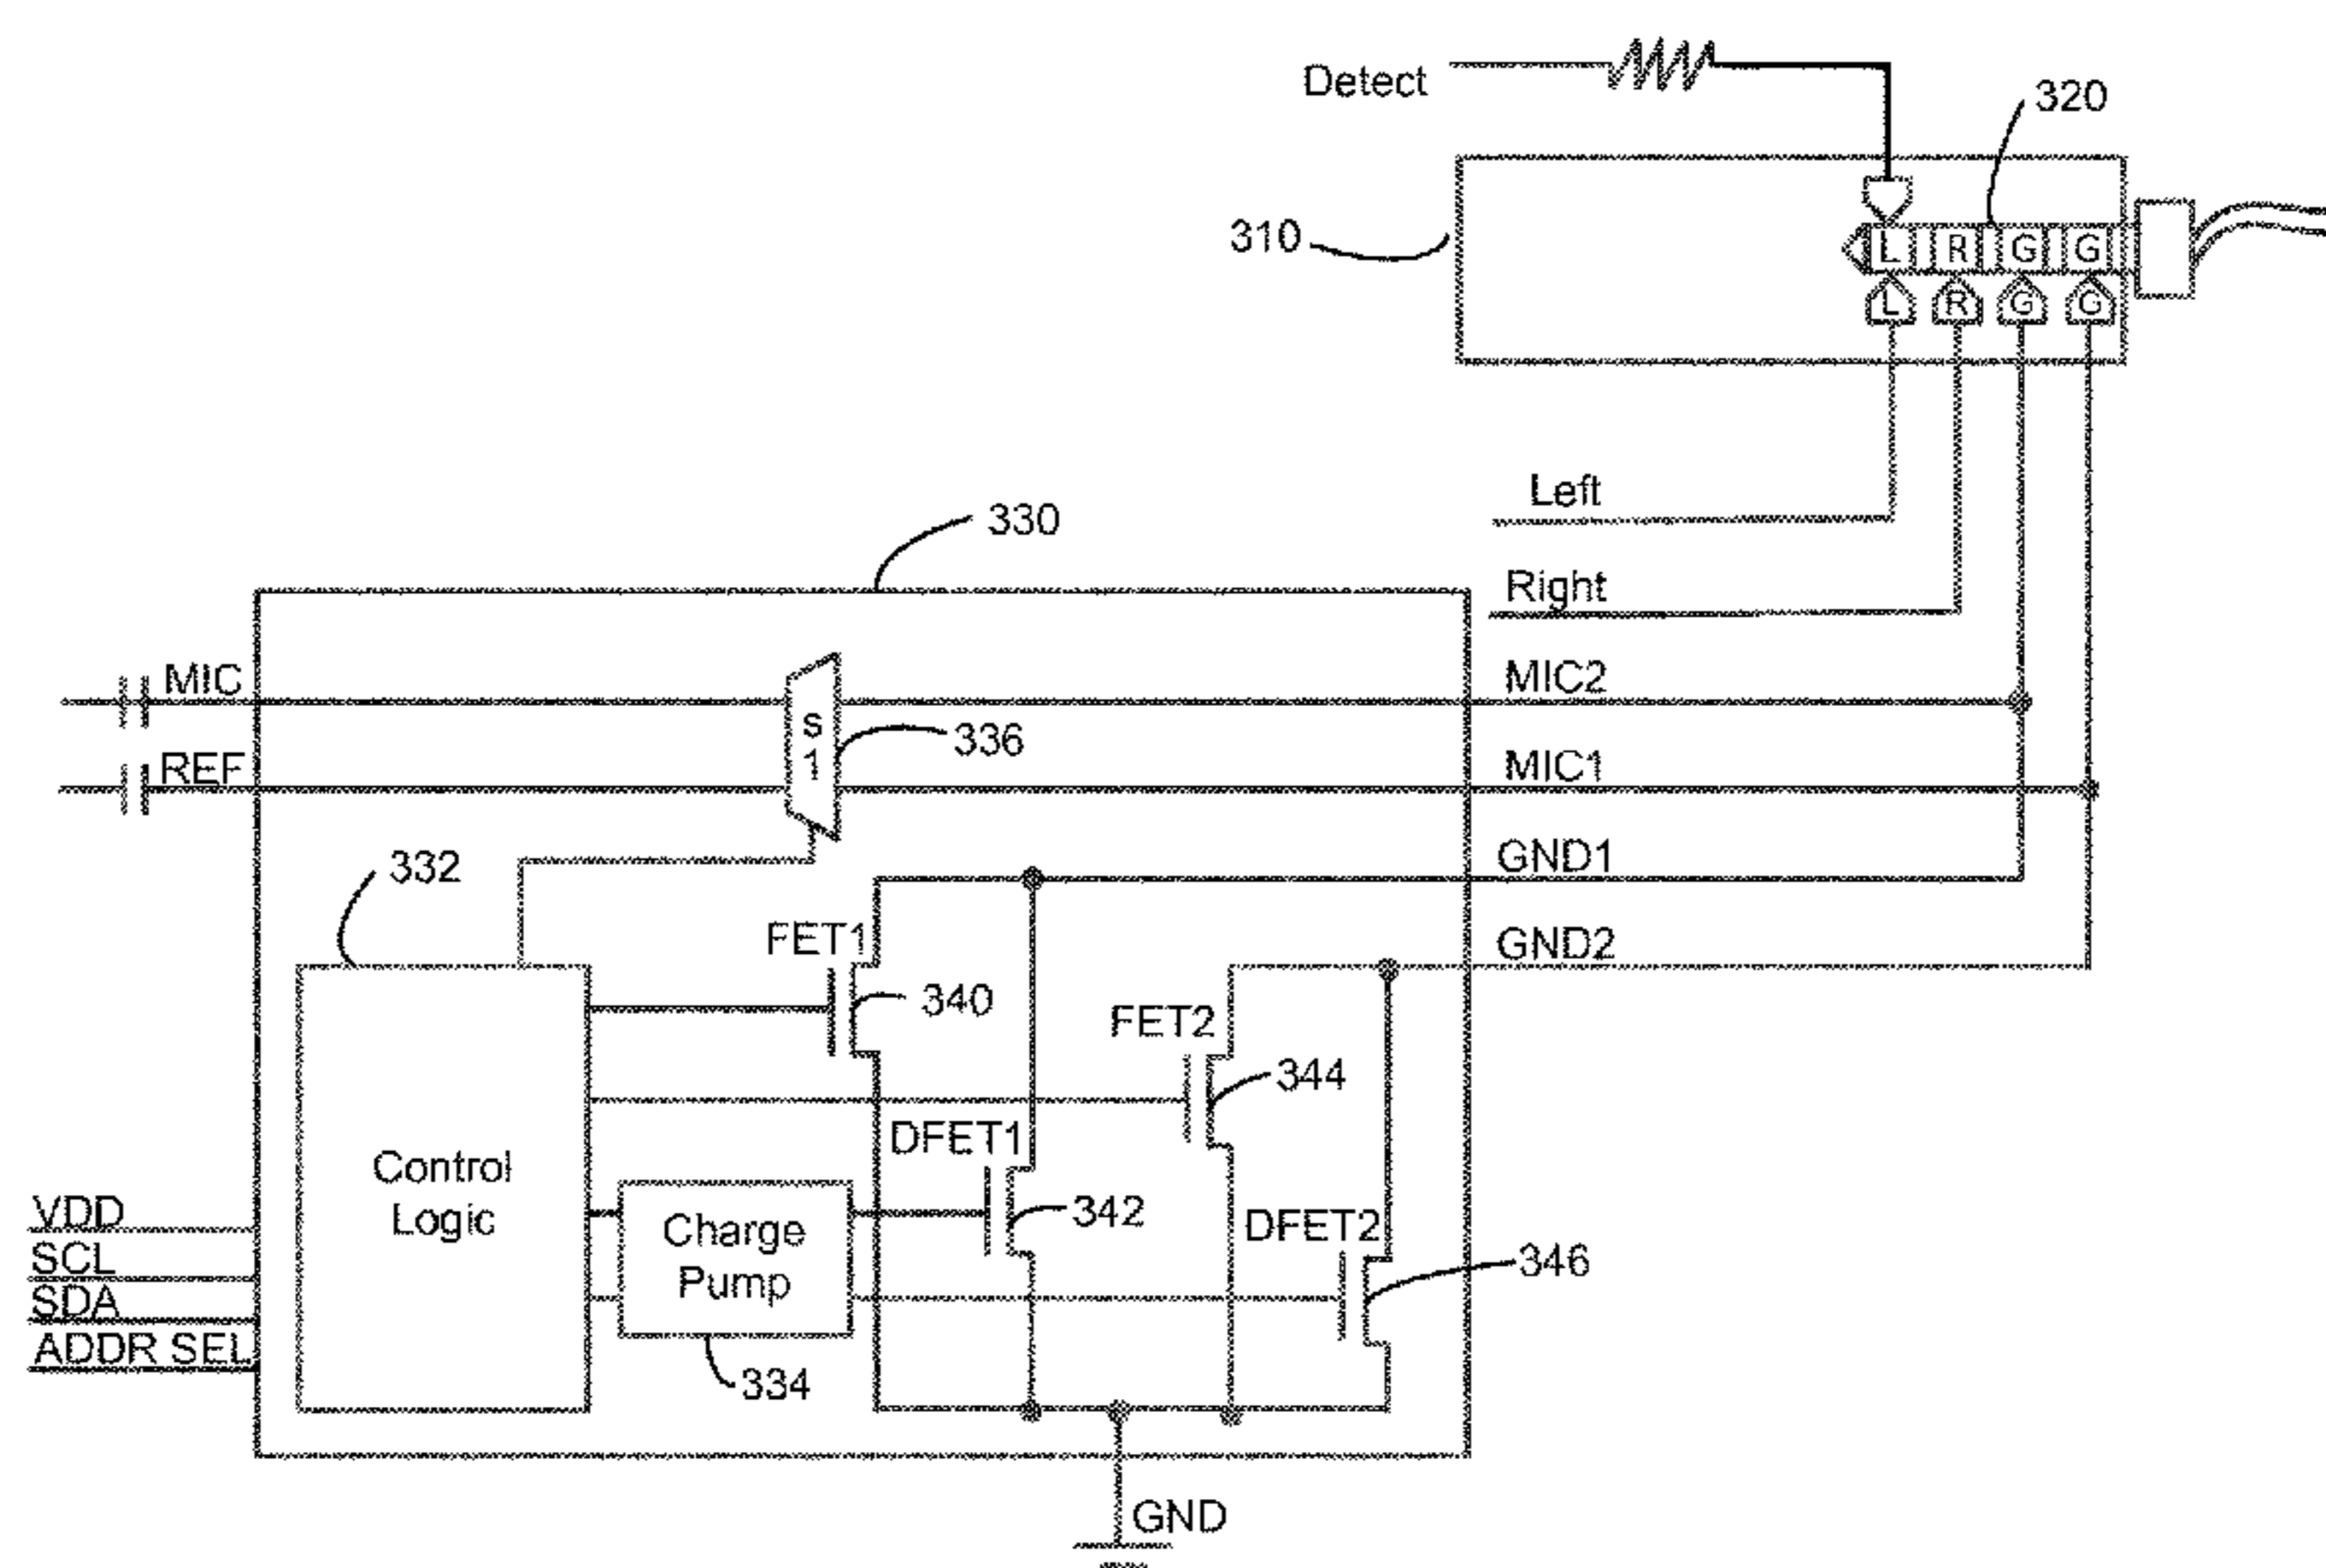 Detect
320
310
L R G G
L R G G
Left
330
Right
MIC
MIC2
S
1
336
REF
MIC1
332
GND1
FET1
GND2
340
FET2
344
DFET1
Control
Logic
342
Charge
Pump
DFET2
346
VDD
SCL
SDA
ADDR SEL
334
GND